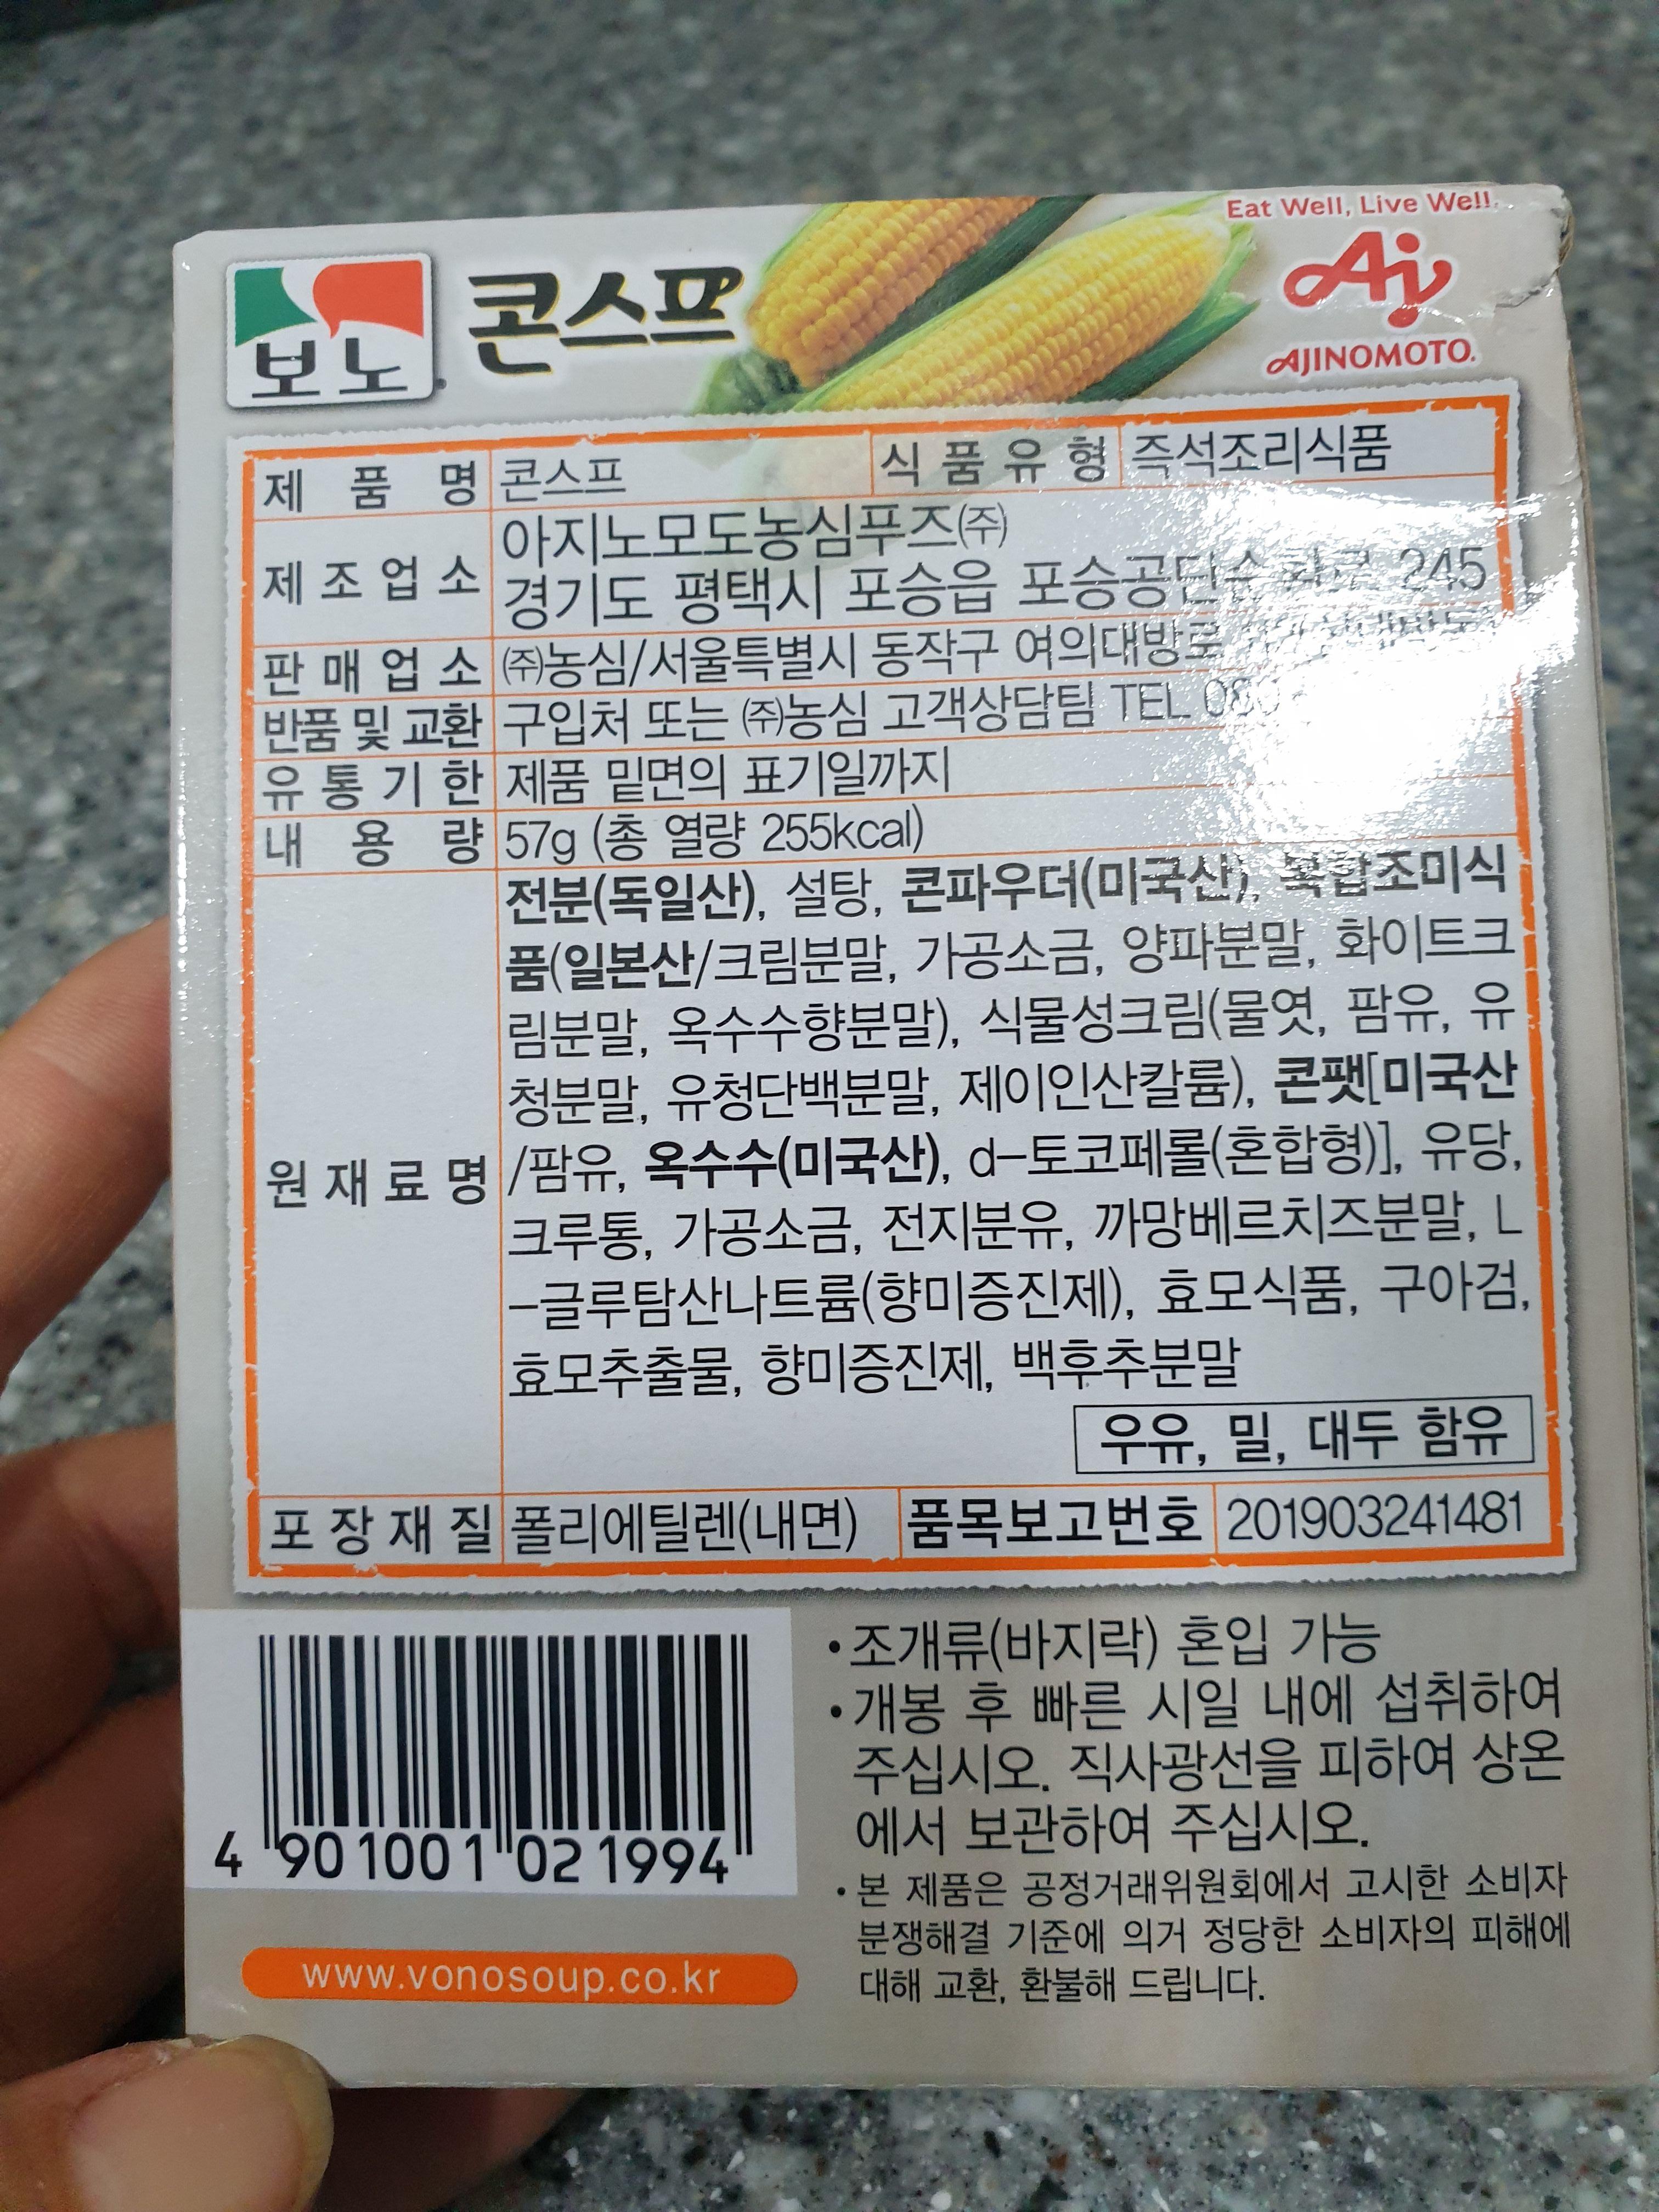 Eat Well, Live Well.
보노 콘스프
AJINOMOTO.
제품명 콘스프 식품유형 즉석조리식품
제조업소 아지노모도농심푸즈㈜
경기도 평택시 포승읍 포승공단순환로 245
판매업소 ㈜농심/서울특별시 동작구 여의대방로
반품 및 교환 구입처 또는 ㈜농심 고객상담팀 TEL
유통기한 제품 밑면의 표기일까지
내용량 57g (총 열량 255kcal)
원재료명
전분(독일산), 설탕, 콘파우더(미국산), 복합조미식
품(일본산/크림분말, 가공소금, 양파분말, 화이트크
림분말, 옥수수향분말), 식물성크림(물엿, 팜유, 유
청분말, 유청단백분말, 제이인산칼륨), 콘팻[미국산
/팜유, 옥수수(미국산), d-토코페롤(혼합형)], 유당,
크루통, 가공소금, 전지분유, 까망베르치즈분말, L
-글루탐산나트륨(향미증진제), 효모식품, 구아검,
효모추출물, 향미증진제, 백후추분말
우유, 밀, 대두 함유
포장재질 폴리에틸렌(내면) 품목보고번호 201903241481
4 901001 021994
www.vonosoup.co.kr
• 조개류(바지락) 혼입 가능
• 개봉 후 빠른 시일 내에 섭취하여
주십시오. 직사광선을 피하여 상온
에서 보관하여 주십시오.
• 본 제품은 공정거래위원회에서 고시한 소비자
분쟁해결 기준에 의거 정당한 소비자의 피해에
대해 교환, 환불해 드립니다.